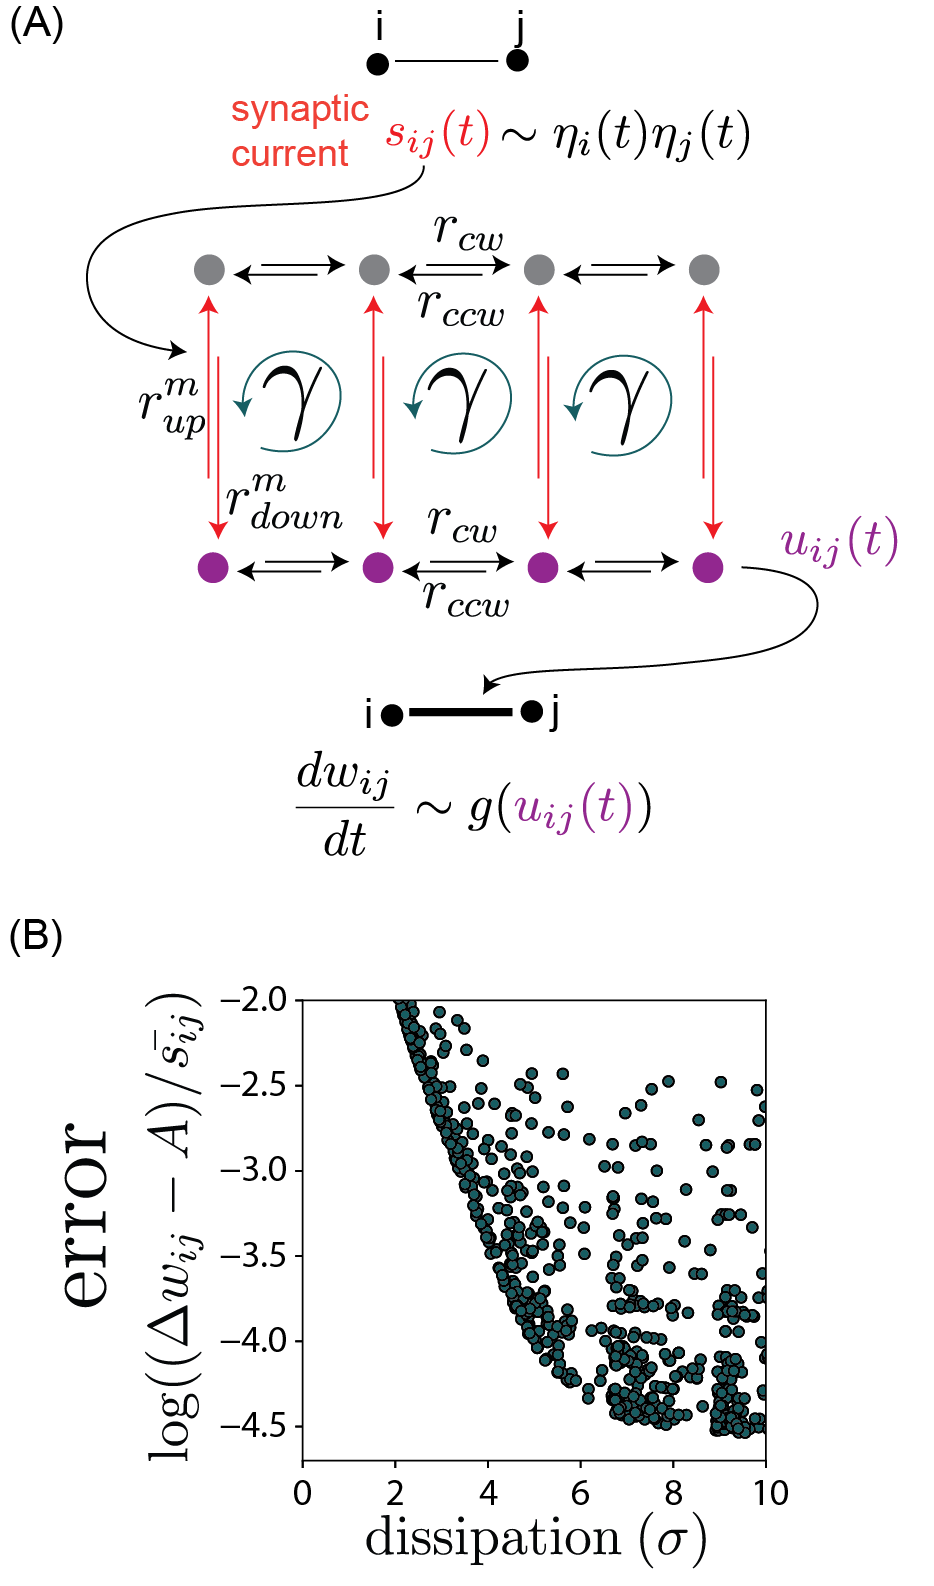 (A)
i j
synaptic
current s_{ij}(t) ∼ η_i(t)η_j(t)
r_{cw}
r_{ccw}
γ γ γ
r^m_{up}
r^m_{down}
r_{cw}
u_{ij}(t)
r_{ccw}
i j
dw_{ij}/dt ∼ g(u_{ij}(t))
(B)
error
log((Δw_{ij} − A)/s̄_{ij})
−2.0
−2.5
−3.0
−3.5
−4.0
−4.5
0 2 4 6 8 10
dissipation (σ)